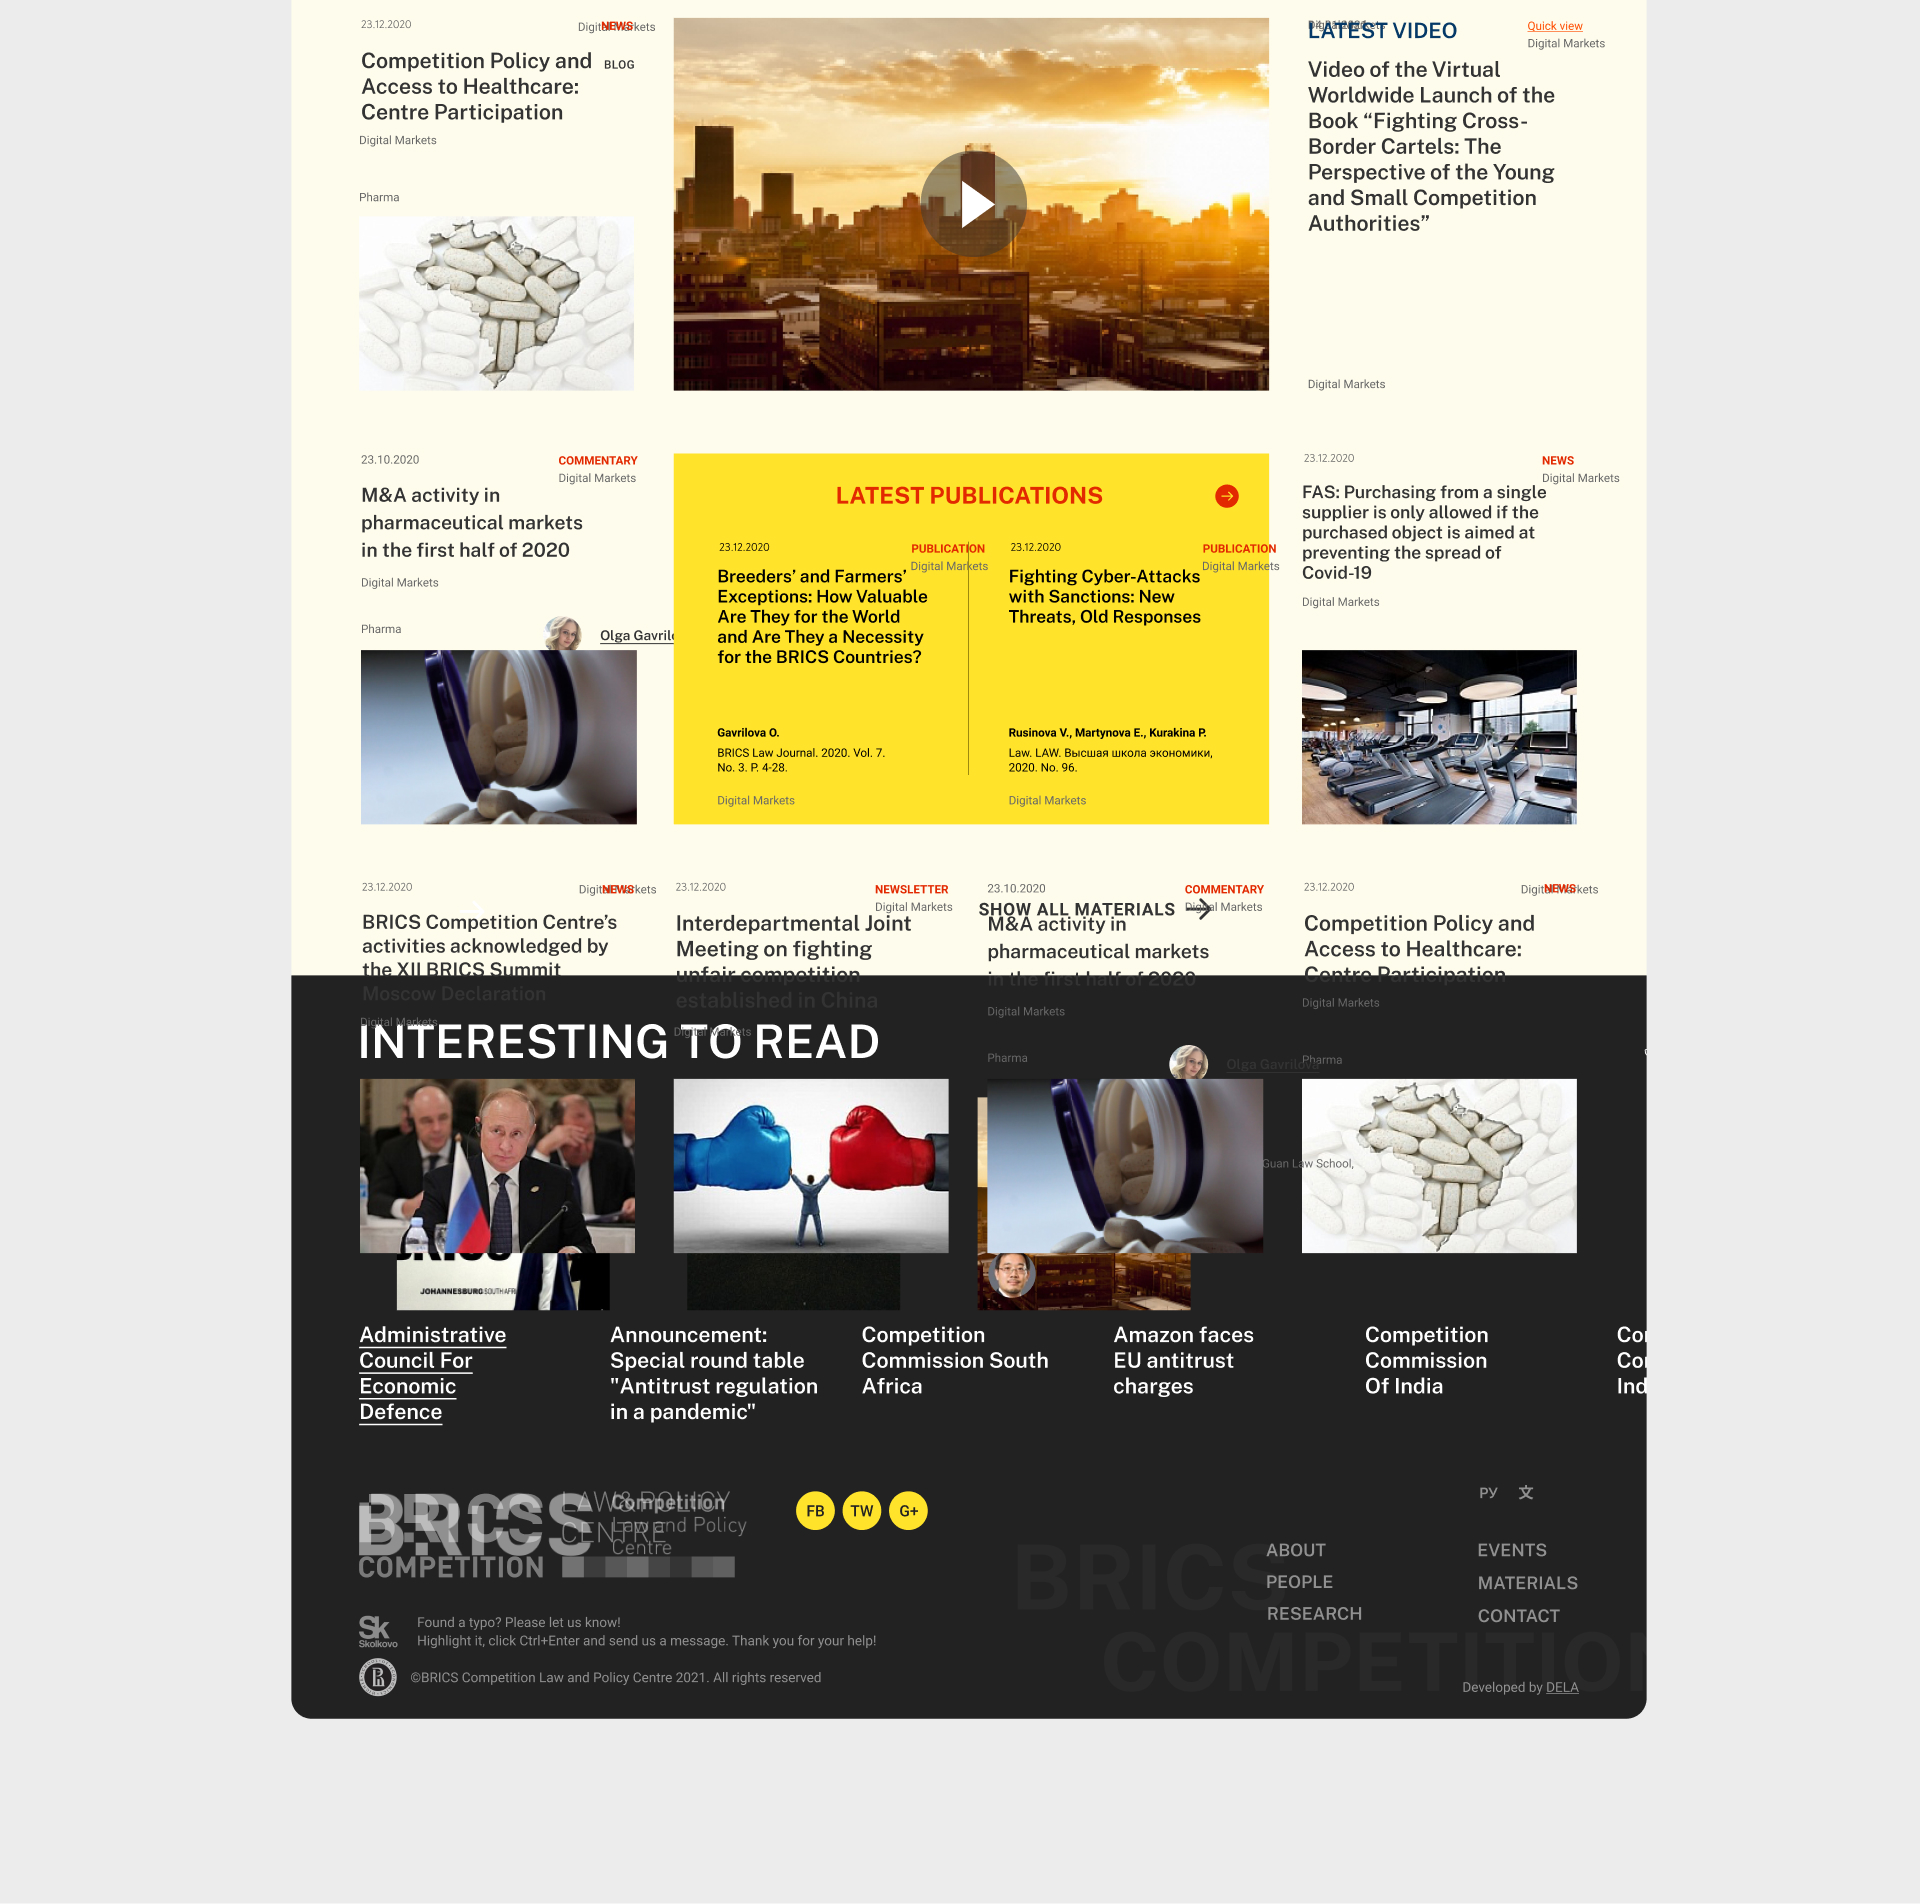 23.12.2020
NEWS
Digital Markets
Competition Policy and
Access to Healthcare:
Centre Participation
BLOG
Digital Markets
Pharma
LATEST VIDEO
Quick view
Digital Markets
Video of the Virtual
Worldwide Launch of the
Book “Fighting Cross-
Border Cartels: The
Perspective of the Young
and Small Competition
Authorities”
Digital Markets
23.10.2020
COMMENTARY
Digital Markets
M&A activity in
pharmaceutical markets
in the first half of 2020
Digital Markets
Pharma
Olga Gavrilo
LATEST PUBLICATIONS
23.12.2020
PUBLICATION
Digital Markets
Breeders’ and Farmers’
Exceptions: How Valuable
Are They for the World
and Are They a Necessity
for the BRICS Countries?
Gavrilova O.
BRICS Law Journal. 2020. Vol. 7.
No. 3. P. 4-28.
Digital Markets
23.12.2020
PUBLICATION
Digital Markets
Fighting Cyber-Attacks
with Sanctions: New
Threats, Old Responses
Rusinova V., Martynova E., Kurakina P.
Law. LAW. Высшая школа экономики,
2020. No. 96.
Digital Markets
23.12.2020
NEWS
Digital Markets
FAS: Purchasing from a single
supplier is only allowed if the
purchased object is aimed at
preventing the spread of
Covid-19
Digital Markets
23.12.2020
NEWS
Digital Markets
BRICS Competition Centre’s
activities acknowledged by
the XII BRICS Summit
Moscow Declaration
Digital Markets
23.12.2020
NEWSLETTER
Digital Markets
Interdepartmental Joint
Meeting on fighting
unfair competition
established in China
Digital Markets
23.10.2020
COMMENTARY
Digital Markets
SHOW ALL MATERIALS
M&A activity in
pharmaceutical markets
in the first half of 2020
Digital Markets
Pharma
Olga Gavrilova
23.12.2020
NEWS
Digital Markets
Competition Policy and
Access to Healthcare:
Centre Participation
Digital Markets
Pharma
INTERESTING TO READ
Guan Law School,
BRICS
JOHANNESBURG SOUTH AFRI
Administrative
Council For
Economic
Defence
Announcement:
Special round table
"Antitrust regulation
in a pandemic"
Competition
Commission South
Africa
Amazon faces
EU antitrust
charges
Competition
Commission
Of India
Co
Co
Ind
BRICS
BRICS
COMPETITION
LAW & POLICY
CENTRE
Competition
Law and Policy
Centre
FB
TW
G+
РУ
文
BRICS
COMPETITION
ABOUT
PEOPLE
RESEARCH
EVENTS
MATERIALS
CONTACT
Sk
Skolkovo
Found a typo? Please let us know!
Highlight it, click Ctrl+Enter and send us a message. Thank you for your help!
©BRICS Competition Law and Policy Centre 2021. All rights reserved
Developed by DELA